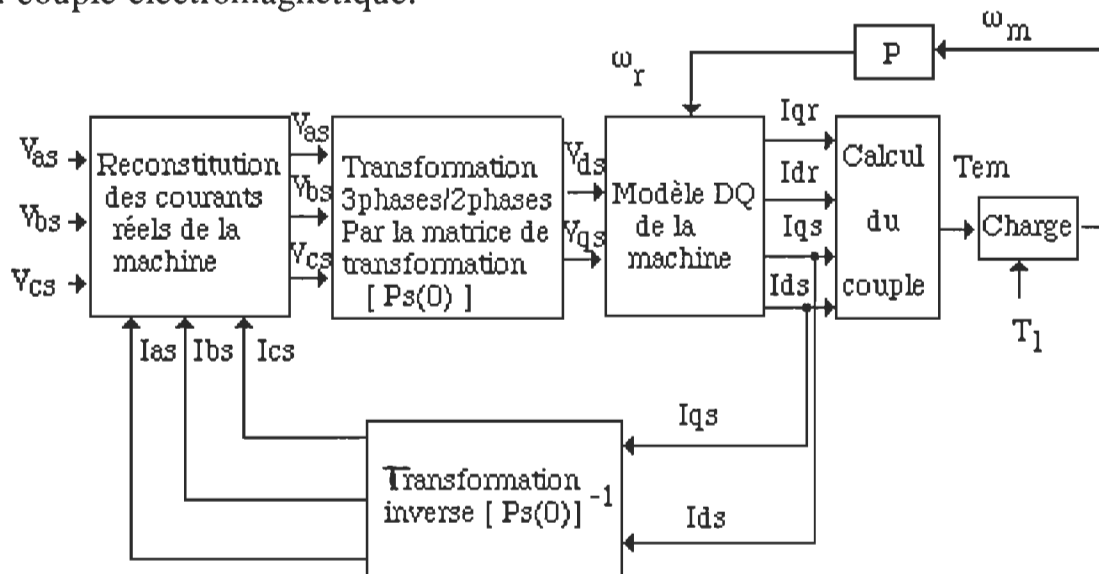 couple électromagnétique.
ω_m
P
ω_r
V_as
V_bs
V_cs
Reconstitution
des courants
réels de la
machine
V_as
V_bs
V_cs
Transformation
3phases/2phases
Par la matrice de
transformation
[ Ps(0) ]
V_ds
V_qs
Modèle DQ
de la
machine
Iqr
Idr
Iqs
Ids
Calcul
du
couple
Tem
Charge
T_l
Ias
Ibs
Ics
Transformation
inverse [ Ps(0)]^-1
Iqs
Ids